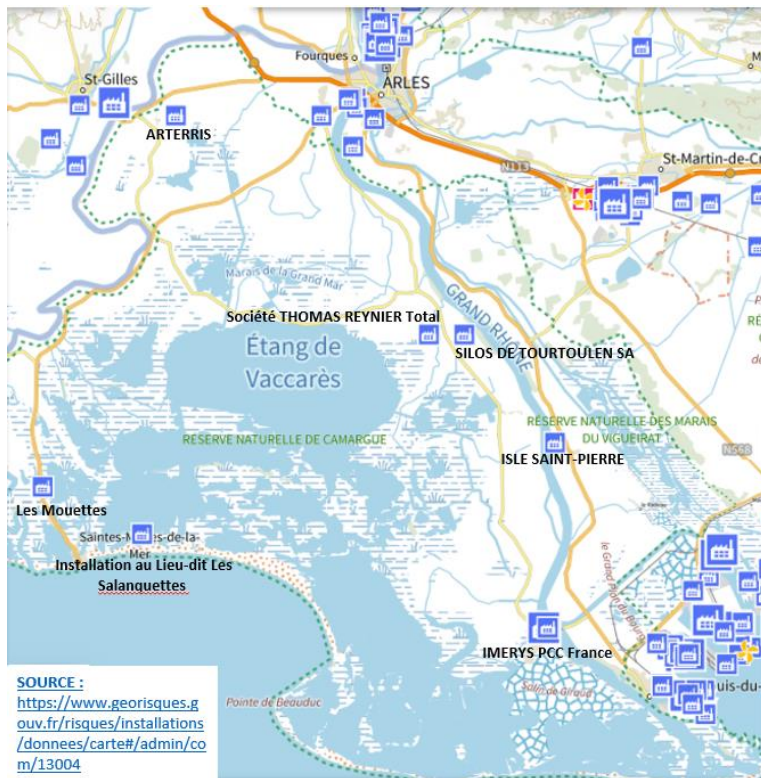 Fourques
ARLES
St-Gilles
ARTERRIS
N113
St-Martin-de-Cr
Marais de la Grand Mar
Société THOMAS REYNIER Total
GRAND RHÔNE
SILOS DE TOURTOULEN SA
Étang de
Vaccarès
RÉSERVE NATURELLE DES MARAIS
DU VIGUEIRAT
RÉSERVE NATURELLE DE CAMARGUE
N568
ISLE SAINT-PIERRE
Les Mouettes
Saintes-M es-de-la-
Mer
Installation au Lieu-dit Les
Salanquettes
le Grand Plan du Bourg
IMERYS PCC France
uis-du-
Salin de Giraud
Pointe de Beauduc
SOURCE :
https://www.georisques.g
ouv.fr/risques/installations
/donnees/carte#/admin/co
m/13004